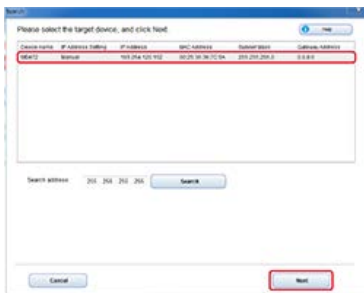 Search
Please select the target device, and click Next.
Help
Device name IP Address Setting IP Address MAC Address Subnet Mask Gateway Address
MB472 Manual 255.255.255.0 0.0.0.0
Search address 255 255 255 255 Search
Cancel Next